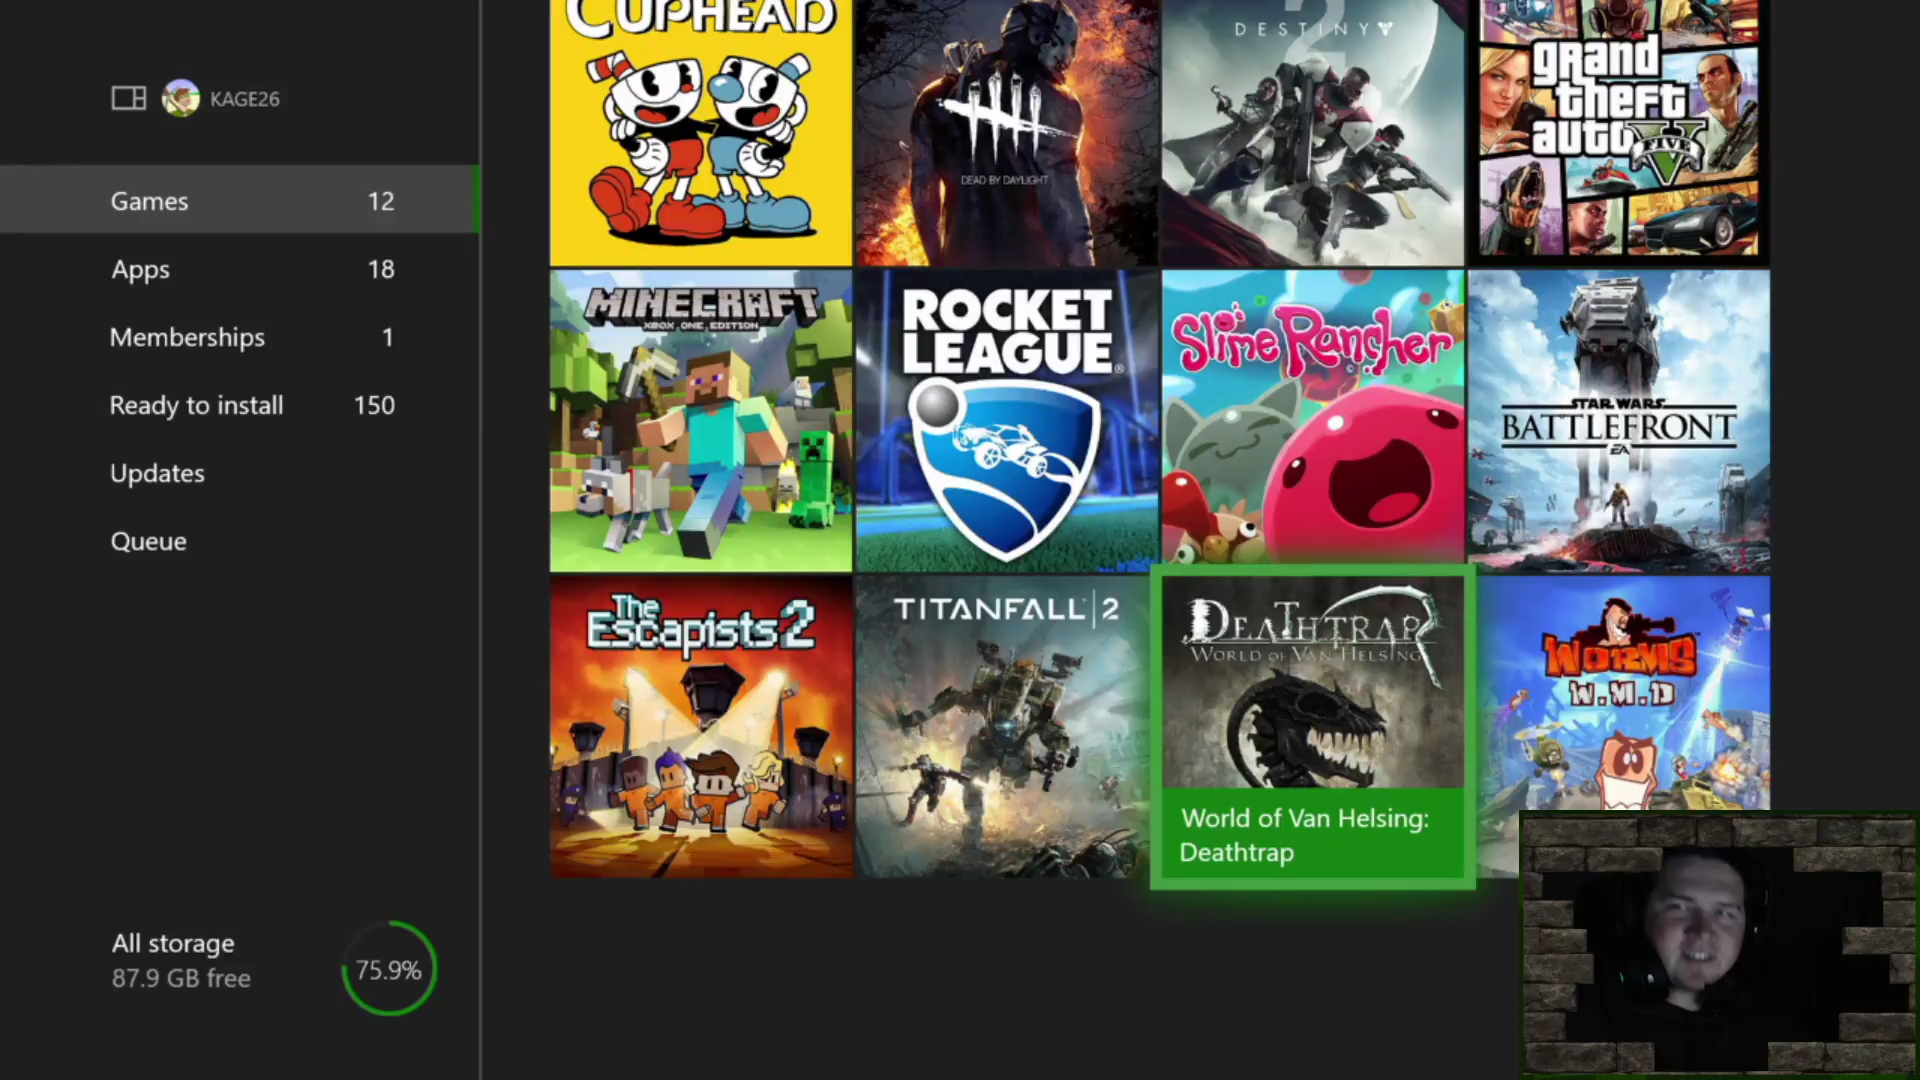 KAGE26
Games 12
Apps 18
Memberships 1
Ready to install 150
Updates
Queue
All storage
87.9 GB free
75.9%
CUPHEAD
DEAD BY DAYLIGHT
DESTINY 2
grand
theft
auto
FIVE
MINECRAFT
XBOX ONE EDITION
ROCKET
LEAGUE®
Slime Rancher
STAR WARS
BATTLEFRONT
EA
The
Escapists 2
TITANFALL | 2
DEATHTRAP
WORLD OF VAN HELSING
World of Van Helsing:
Deathtrap
WORMS
W.M.D